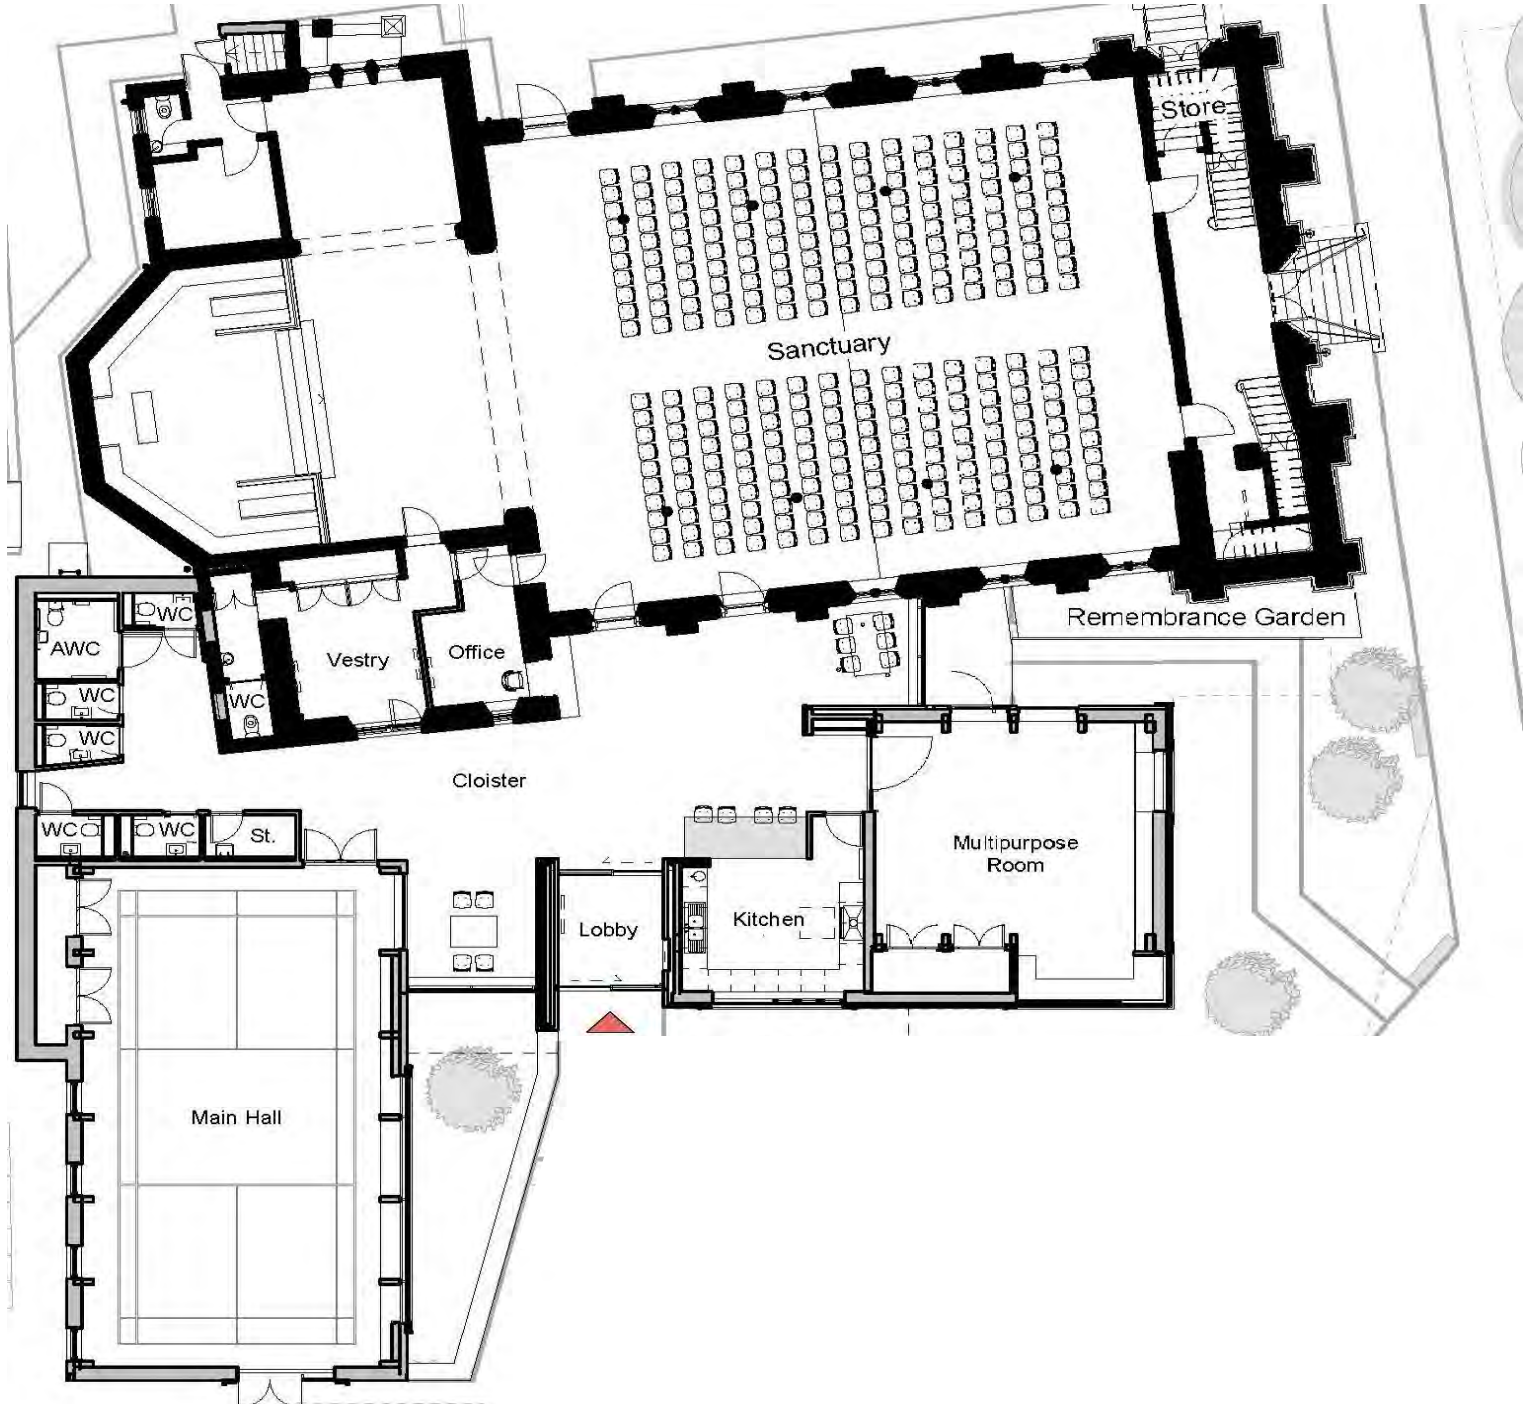 Store
Sanctuary
Remembrance Garden
WC
AWC
Vestry
Office
WC
WC
WC
Cloister
WC
WC
St.
Multipurpose
Room
Lobby
Kitchen
Main Hall